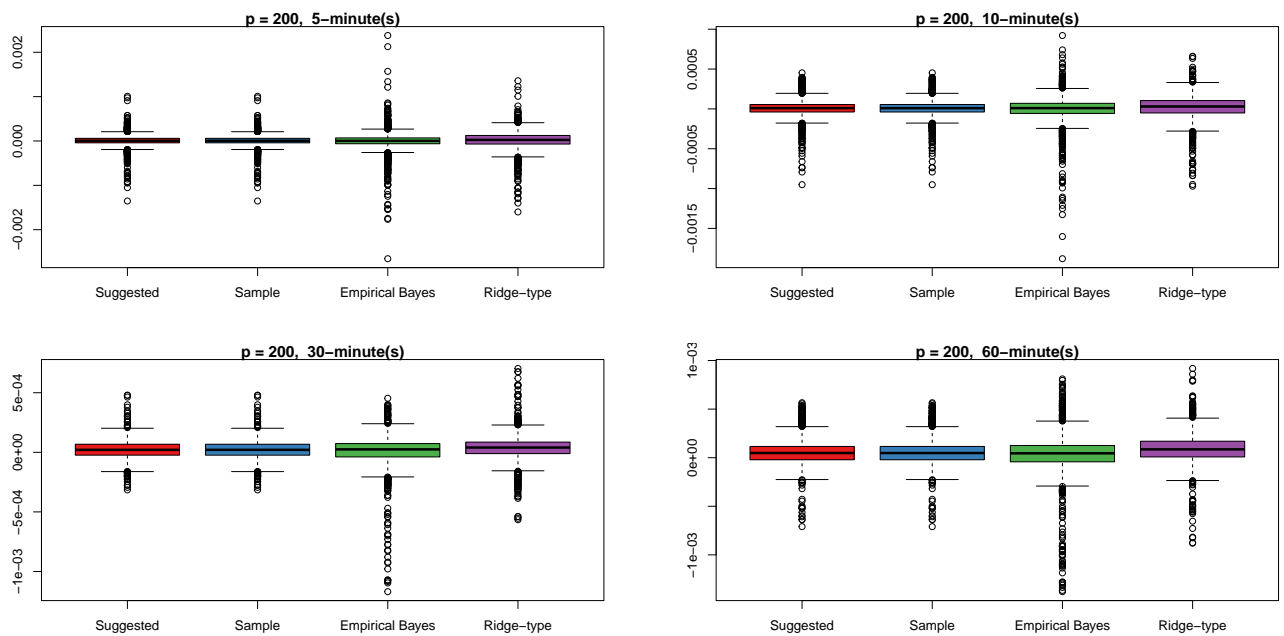 p = 200, 5−minute(s)
0.002
0.000
−0.002
Suggested Sample Empirical Bayes Ridge−type
p = 200, 10−minute(s)
0.0005
−0.0005
−0.0015
Suggested Sample Empirical Bayes Ridge−type
p = 200, 30−minute(s)
5e−04
0e+00
−5e−04
−1e−03
Suggested Sample Empirical Bayes Ridge−type
p = 200, 60−minute(s)
1e−03
0e+00
−1e−03
Suggested Sample Empirical Bayes Ridge−type